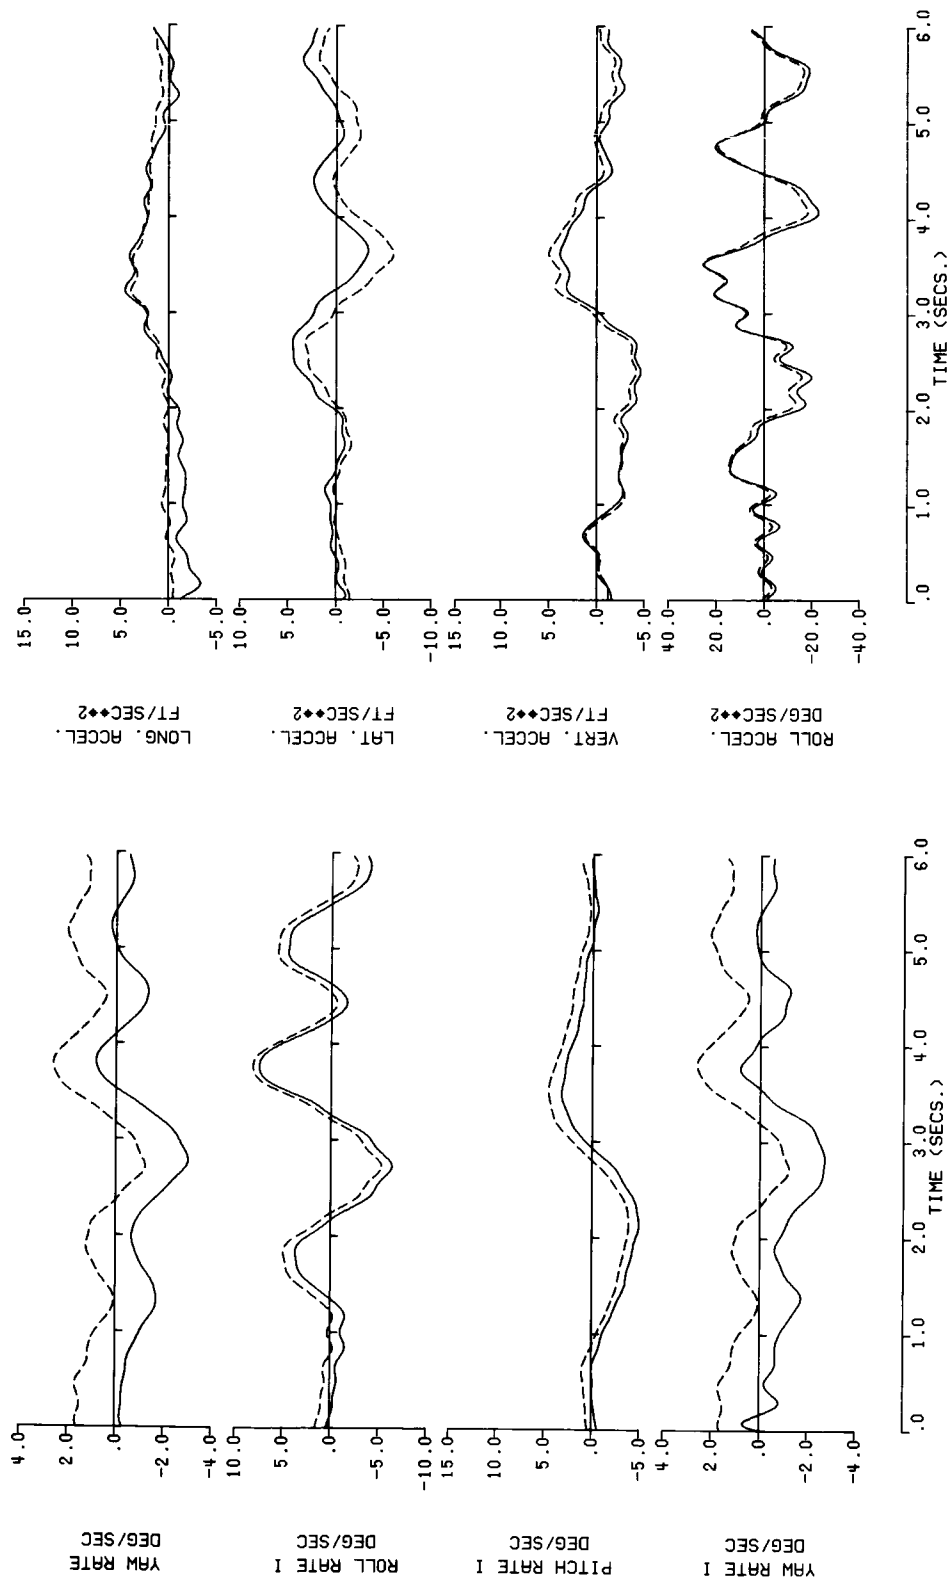 YAW RATE
DEG/SEC
4.0
2.0
.0
-2.0
-4.0
ROLL RATE I
DEG/SEC
10.0
5.0
.0
-5.0
-10.0
PITCH RATE I
DEG/SEC
15.0
10.0
5.0
.0
-5.0
YAW RATE I
DEG/SEC
4.0
2.0
.0
-2.0
-4.0
.0 1.0 2.0 3.0 4.0 5.0 6.0
TIME (SECS.)
LONG. ACCEL.
FT/SEC◆◆2
15.0
10.0
5.0
.0
-5.0
LAT. ACCEL.
FT/SEC◆◆2
10.0
5.0
.0
-5.0
-10.0
VERT. ACCEL.
FT/SEC◆◆2
15.0
10.0
5.0
.0
-5.0
ROLL ACCEL.
DEG/SEC◆◆2
40.0
20.0
.0
-20.0
-40.0
.0 1.0 2.0 3.0 4.0 5.0 6.0
TIME (SECS.)